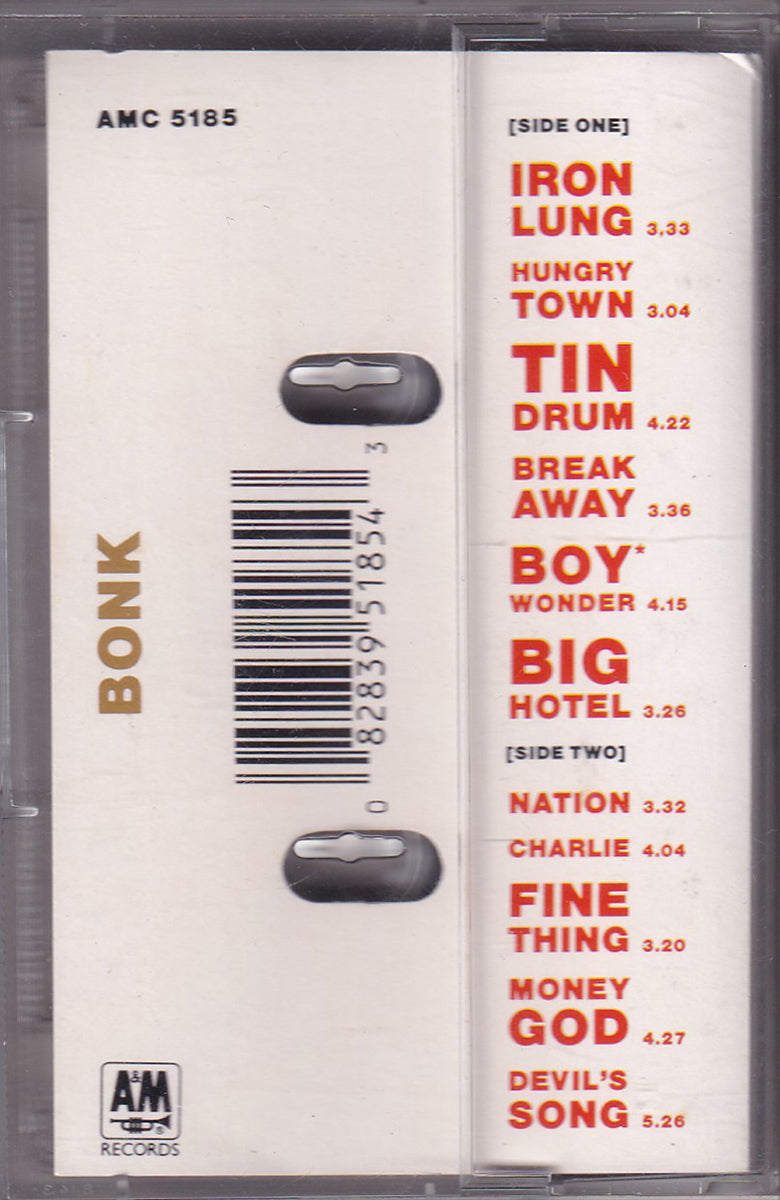 AMC 5185
BONK
0 82839 51854 3
A&M
RECORDS
[SIDE ONE]
IRON
LUNG 3,33
HUNGRY
TOWN 3.04
TIN
DRUM 4.22
BREAK
AWAY 3.36
BOY*
WONDER 4.15
BIG
HOTEL 3.26
[SIDE TWO]
NATION 3.32
CHARLIE 4.04
FINE
THING 3.20
MONEY
GOD 4.27
DEVIL'S
SONG 5.26